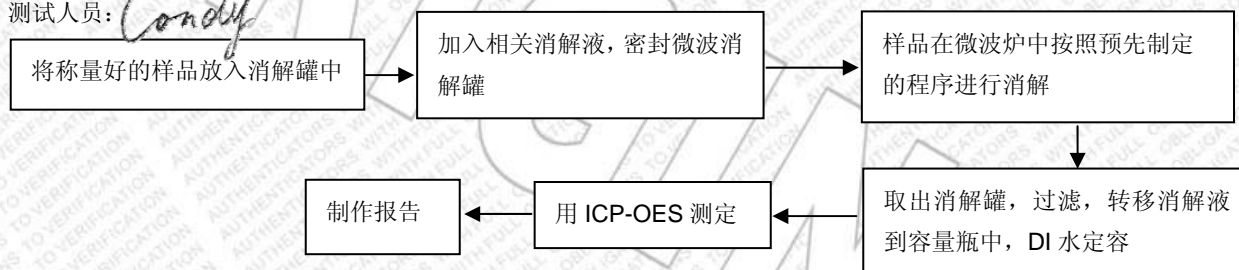 测试人员：Candy
将称量好的样品放入消解罐中
加入相关消解液，密封微波消
解罐
样品在微波炉中按照预先制定
的程序进行消解
取出消解罐，过滤，转移消解液
到容量瓶中，DI 水定容
用 ICP-OES 测定
制作报告